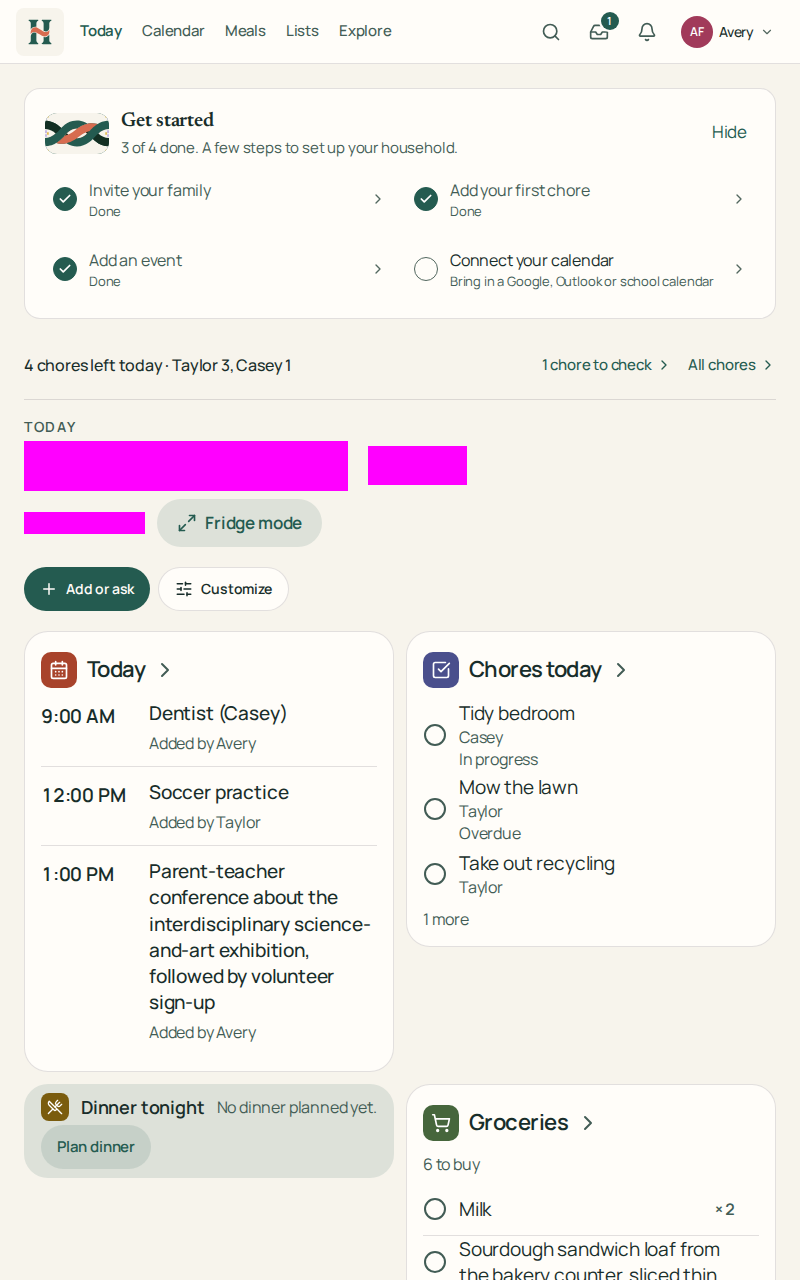 H
Today
Calendar
Meals
Lists
Explore
1
AF
Avery
Get started
3 of 4 done. A few steps to set up your household.
Hide
Invite your family
Done
Add your first chore
Done
Add an event
Done
Connect your calendar
Bring in a Google, Outlook or school calendar
4 chores left today · Taylor 3, Casey 1
1 chore to check
All chores
TODAY
Fridge mode
Add or ask
Customize
Today
9:00 AM
Dentist (Casey)
Added by Avery
12:00 PM
Soccer practice
Added by Taylor
1:00 PM
Parent-teacher
conference about the
interdisciplinary science-
and-art exhibition,
followed by volunteer
sign-up
Added by Avery
Chores today
Tidy bedroom
Casey
In progress
Mow the lawn
Taylor
Overdue
Take out recycling
Taylor
1 more
Dinner tonight
No dinner planned yet.
Plan dinner
Groceries
6 to buy
Milk
×2
Sourdough sandwich loaf from
the bakery counter, sliced thin